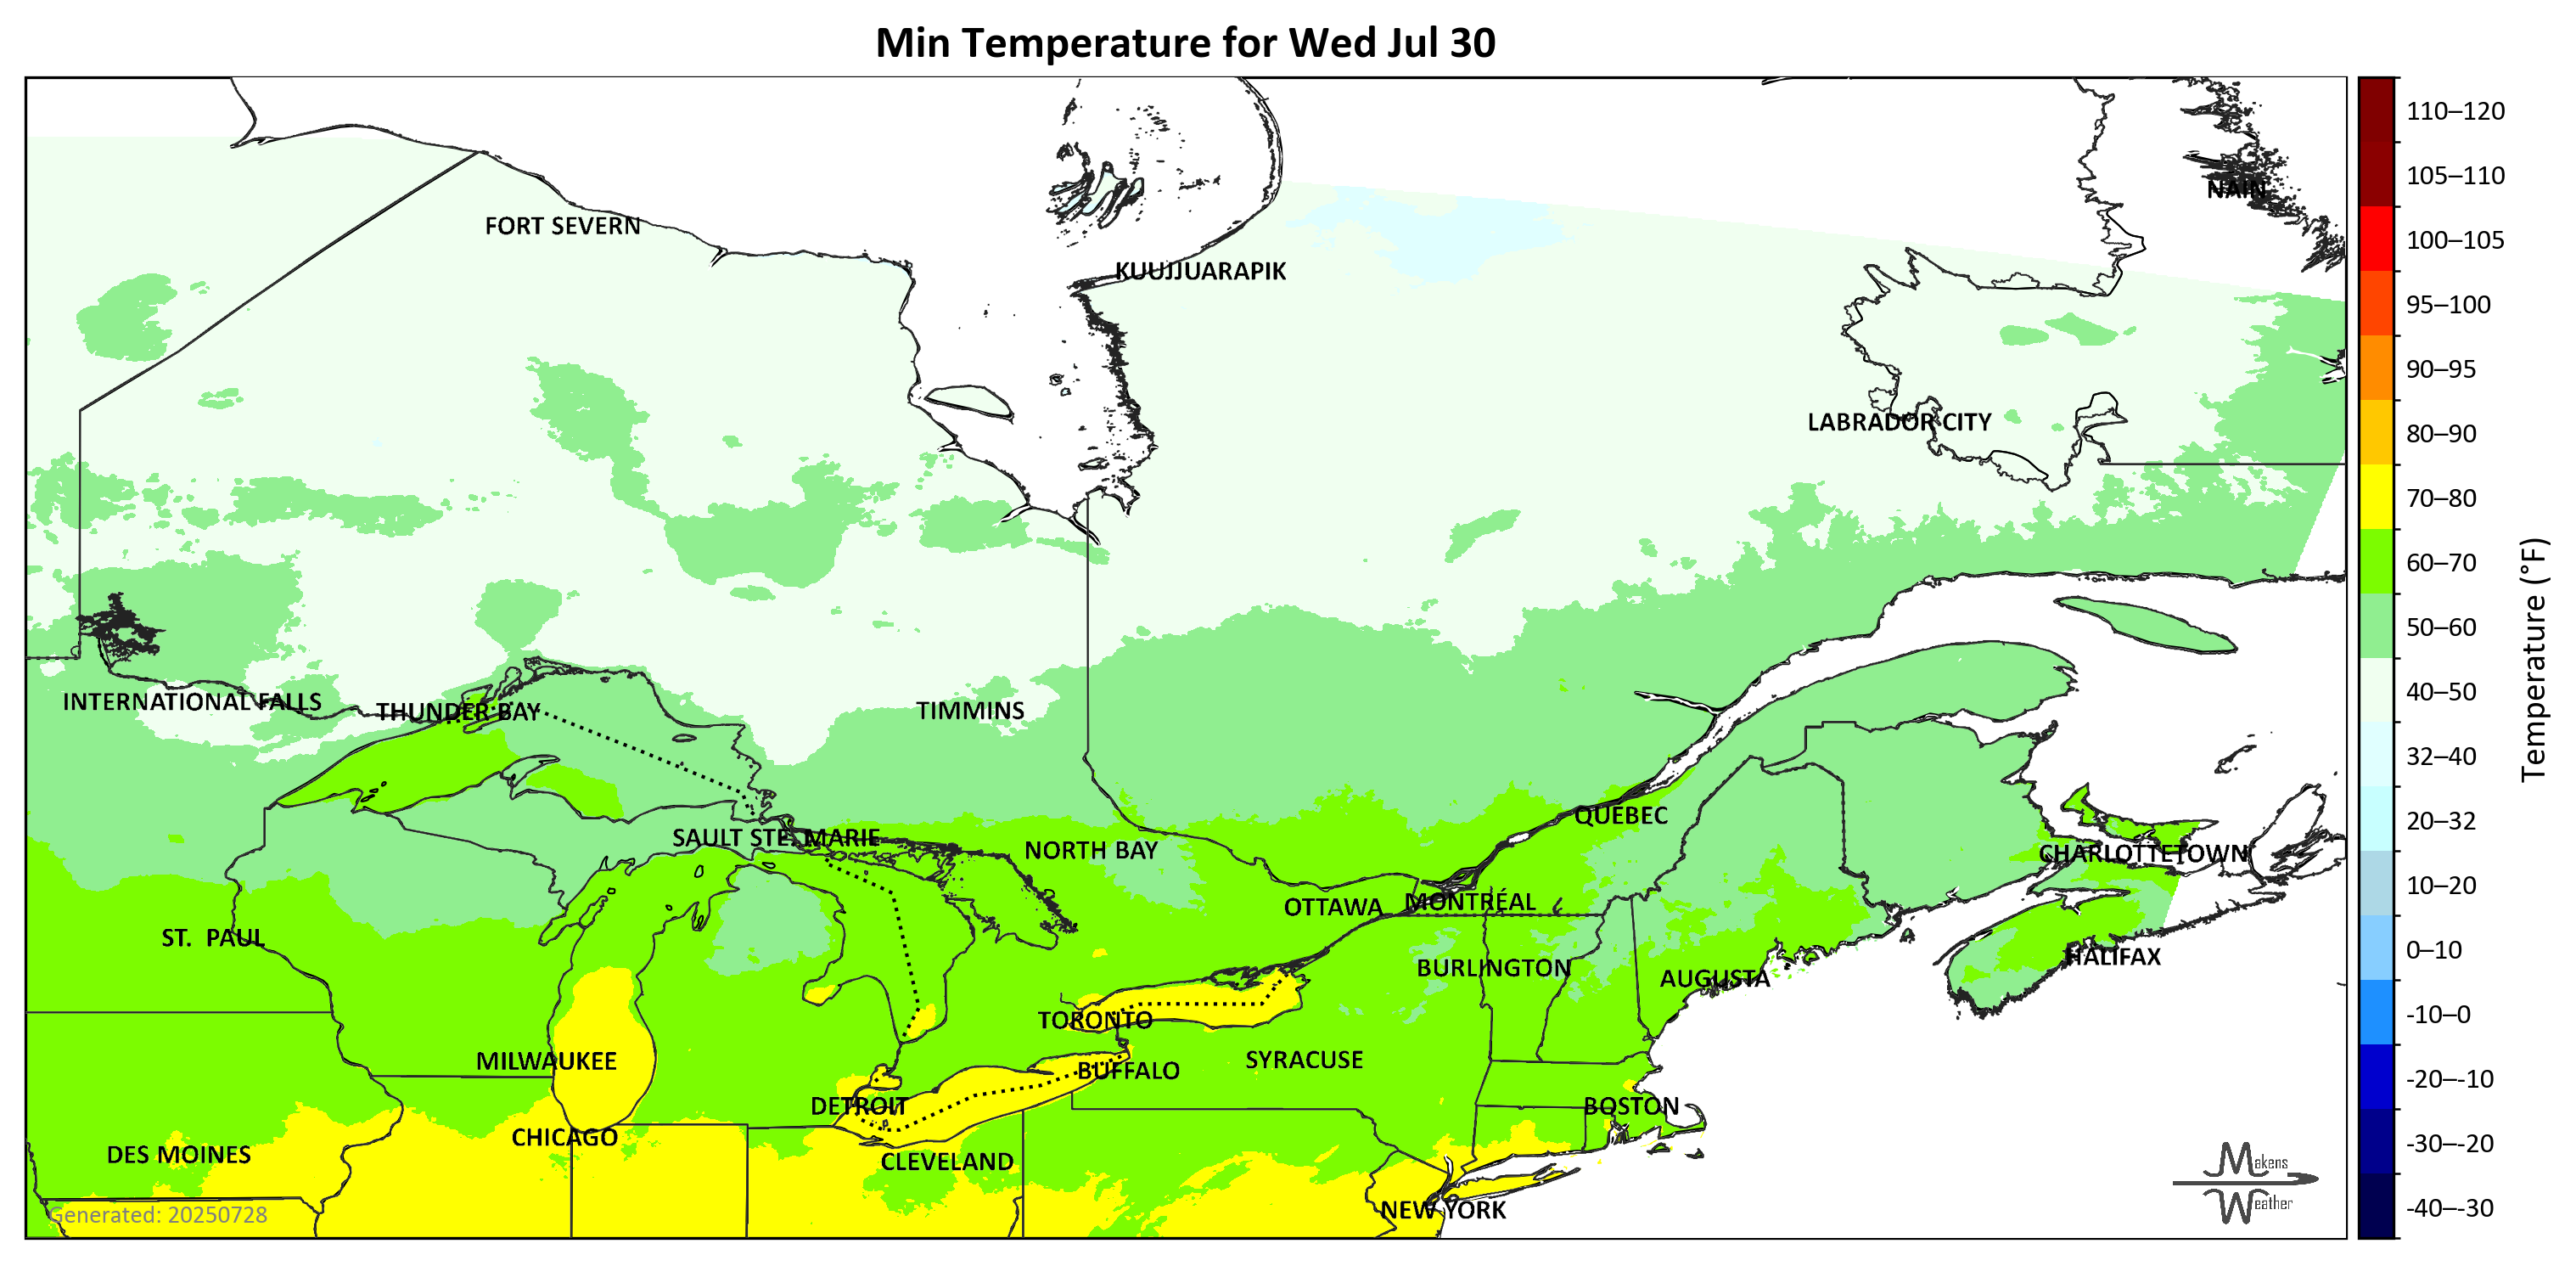 Min Temperature for Wed Jul 30
110–120
105–110
NAIN
FORT SEVERN
100–105
KUUJJUARAPIK
95–100
90–95
LABRADOR CITY
80–90
70–80
60–70
50–60
INTERNATIONAL FALLS
THUNDER BAY
TIMMINS
40–50
Temperature (°F)
32–40
QUÉBEC
20–32
SAULT STE. MARIE
NORTH BAY
CHARLOTTETOWN
10–20
OTTAWA
MONTRÉAL
ST. PAUL
0–10
BURLINGTON
HALIFAX
AUGUSTA
TORONTO
-10–0
MILWAUKEE
SYRACUSE
BUFFALO
-20–-10
DETROIT
BOSTON
CHICAGO
-30–-20
DES MOINES
CLEVELAND
Makens
Weather
NEW YORK
-40–-30
Generated: 20250728